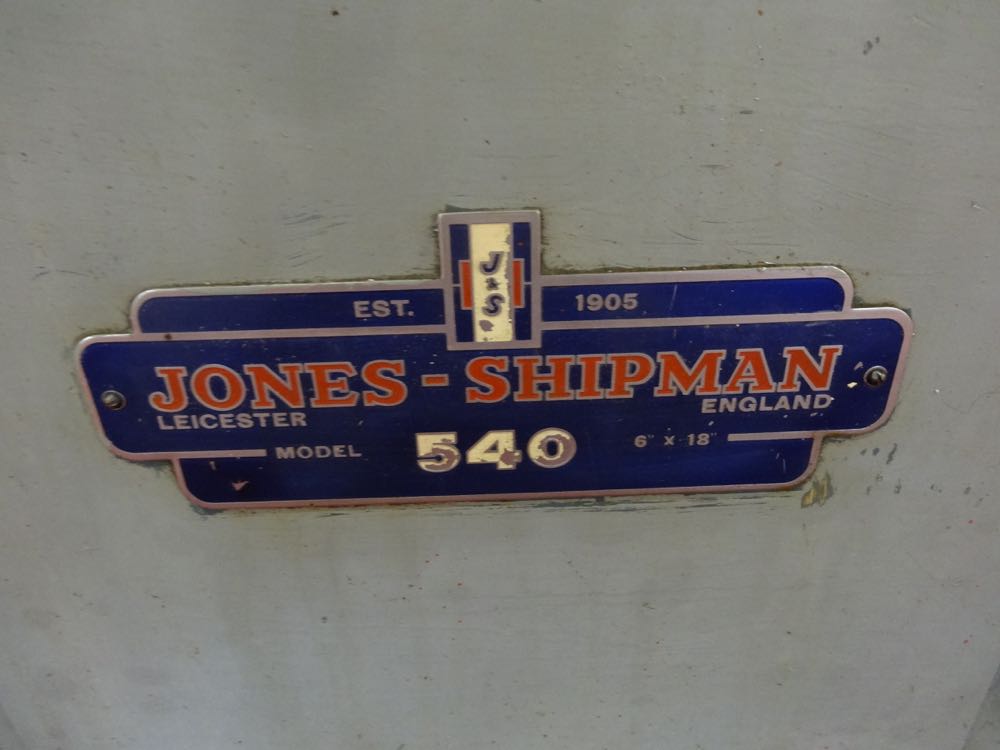 J&S
EST. 1905
JONES - SHIPMAN
LEICESTER ENGLAND
MODEL 540 6" x 18"